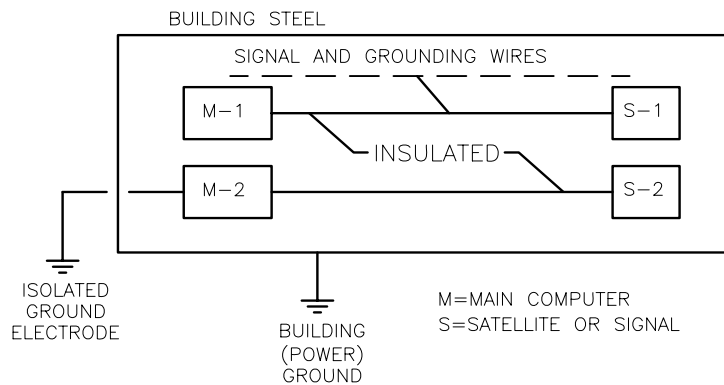 BUILDING STEEL
SIGNAL AND GROUNDING WIRES
M-1
S-1
INSULATED
M-2
S-2
ISOLATED
GROUND
ELECTRODE
BUILDING
(POWER)
GROUND
M=MAIN COMPUTER
S=SATELLITE OR SIGNAL